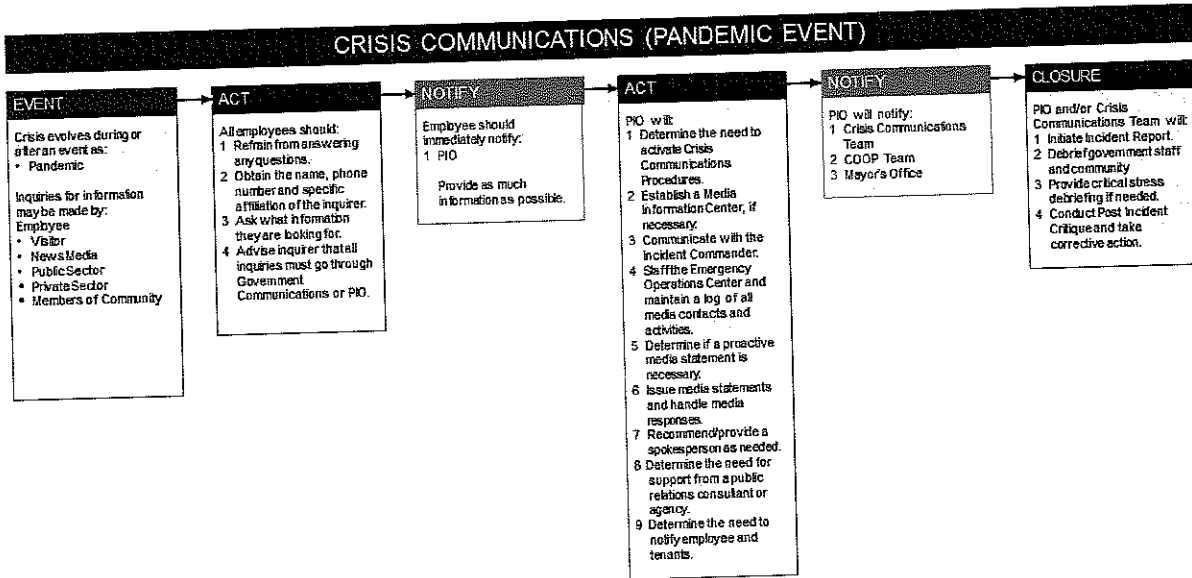 CRISIS COMMUNICATIONS (PANDEMIC EVENT)
EVENT
Crisis evolves during or
after an event as:
• Pandemic
Inquiries for information
may be made by:
Employee
• Visitor
• News Media
• Public Sector
• Private Sector
• Members of Community
ACT
All employees should:
1 Refrain from answering
any questions.
2 Obtain the name, phone
number and specific
affiliation of the inquirer.
3 Ask what information
they are looking for.
4 Advise inquirer that all
inquiries must go through
Government
Communications or PIO.
NOTIFY
Employee should
immediately notify:
1 PIO
Provide as much
information as possible.
ACT
PIO will:
1 Determine the need to
activate Crisis
Communications
Procedures.
2 Establish a Media
Information Center, if
necessary.
3 Communicate with the
Incident Commander.
4 Staff the Emergency
Operations Center and
maintain a log of all
media contacts and
activities.
5 Determine if a proactive
media statement is
necessary.
6 Issue media statements
and handle media
responses.
7 Recommend/provide a
spokesperson as needed.
8 Determine the need for
support from a public
relations consultant or
agency.
9 Determine the need to
notify employee and
tenants.
NOTIFY
PIO will notify:
1 Crisis Communications
Team
2 COOP Team
3 Mayor's Office
CLOSURE
PIO and/or Crisis
Communications Team will:
1 Initiate Incident Report.
2 Debrief government staff
and community
3 Provide critical stress
debriefing if needed.
4 Conduct Post Incident
Critique and take
corrective action.